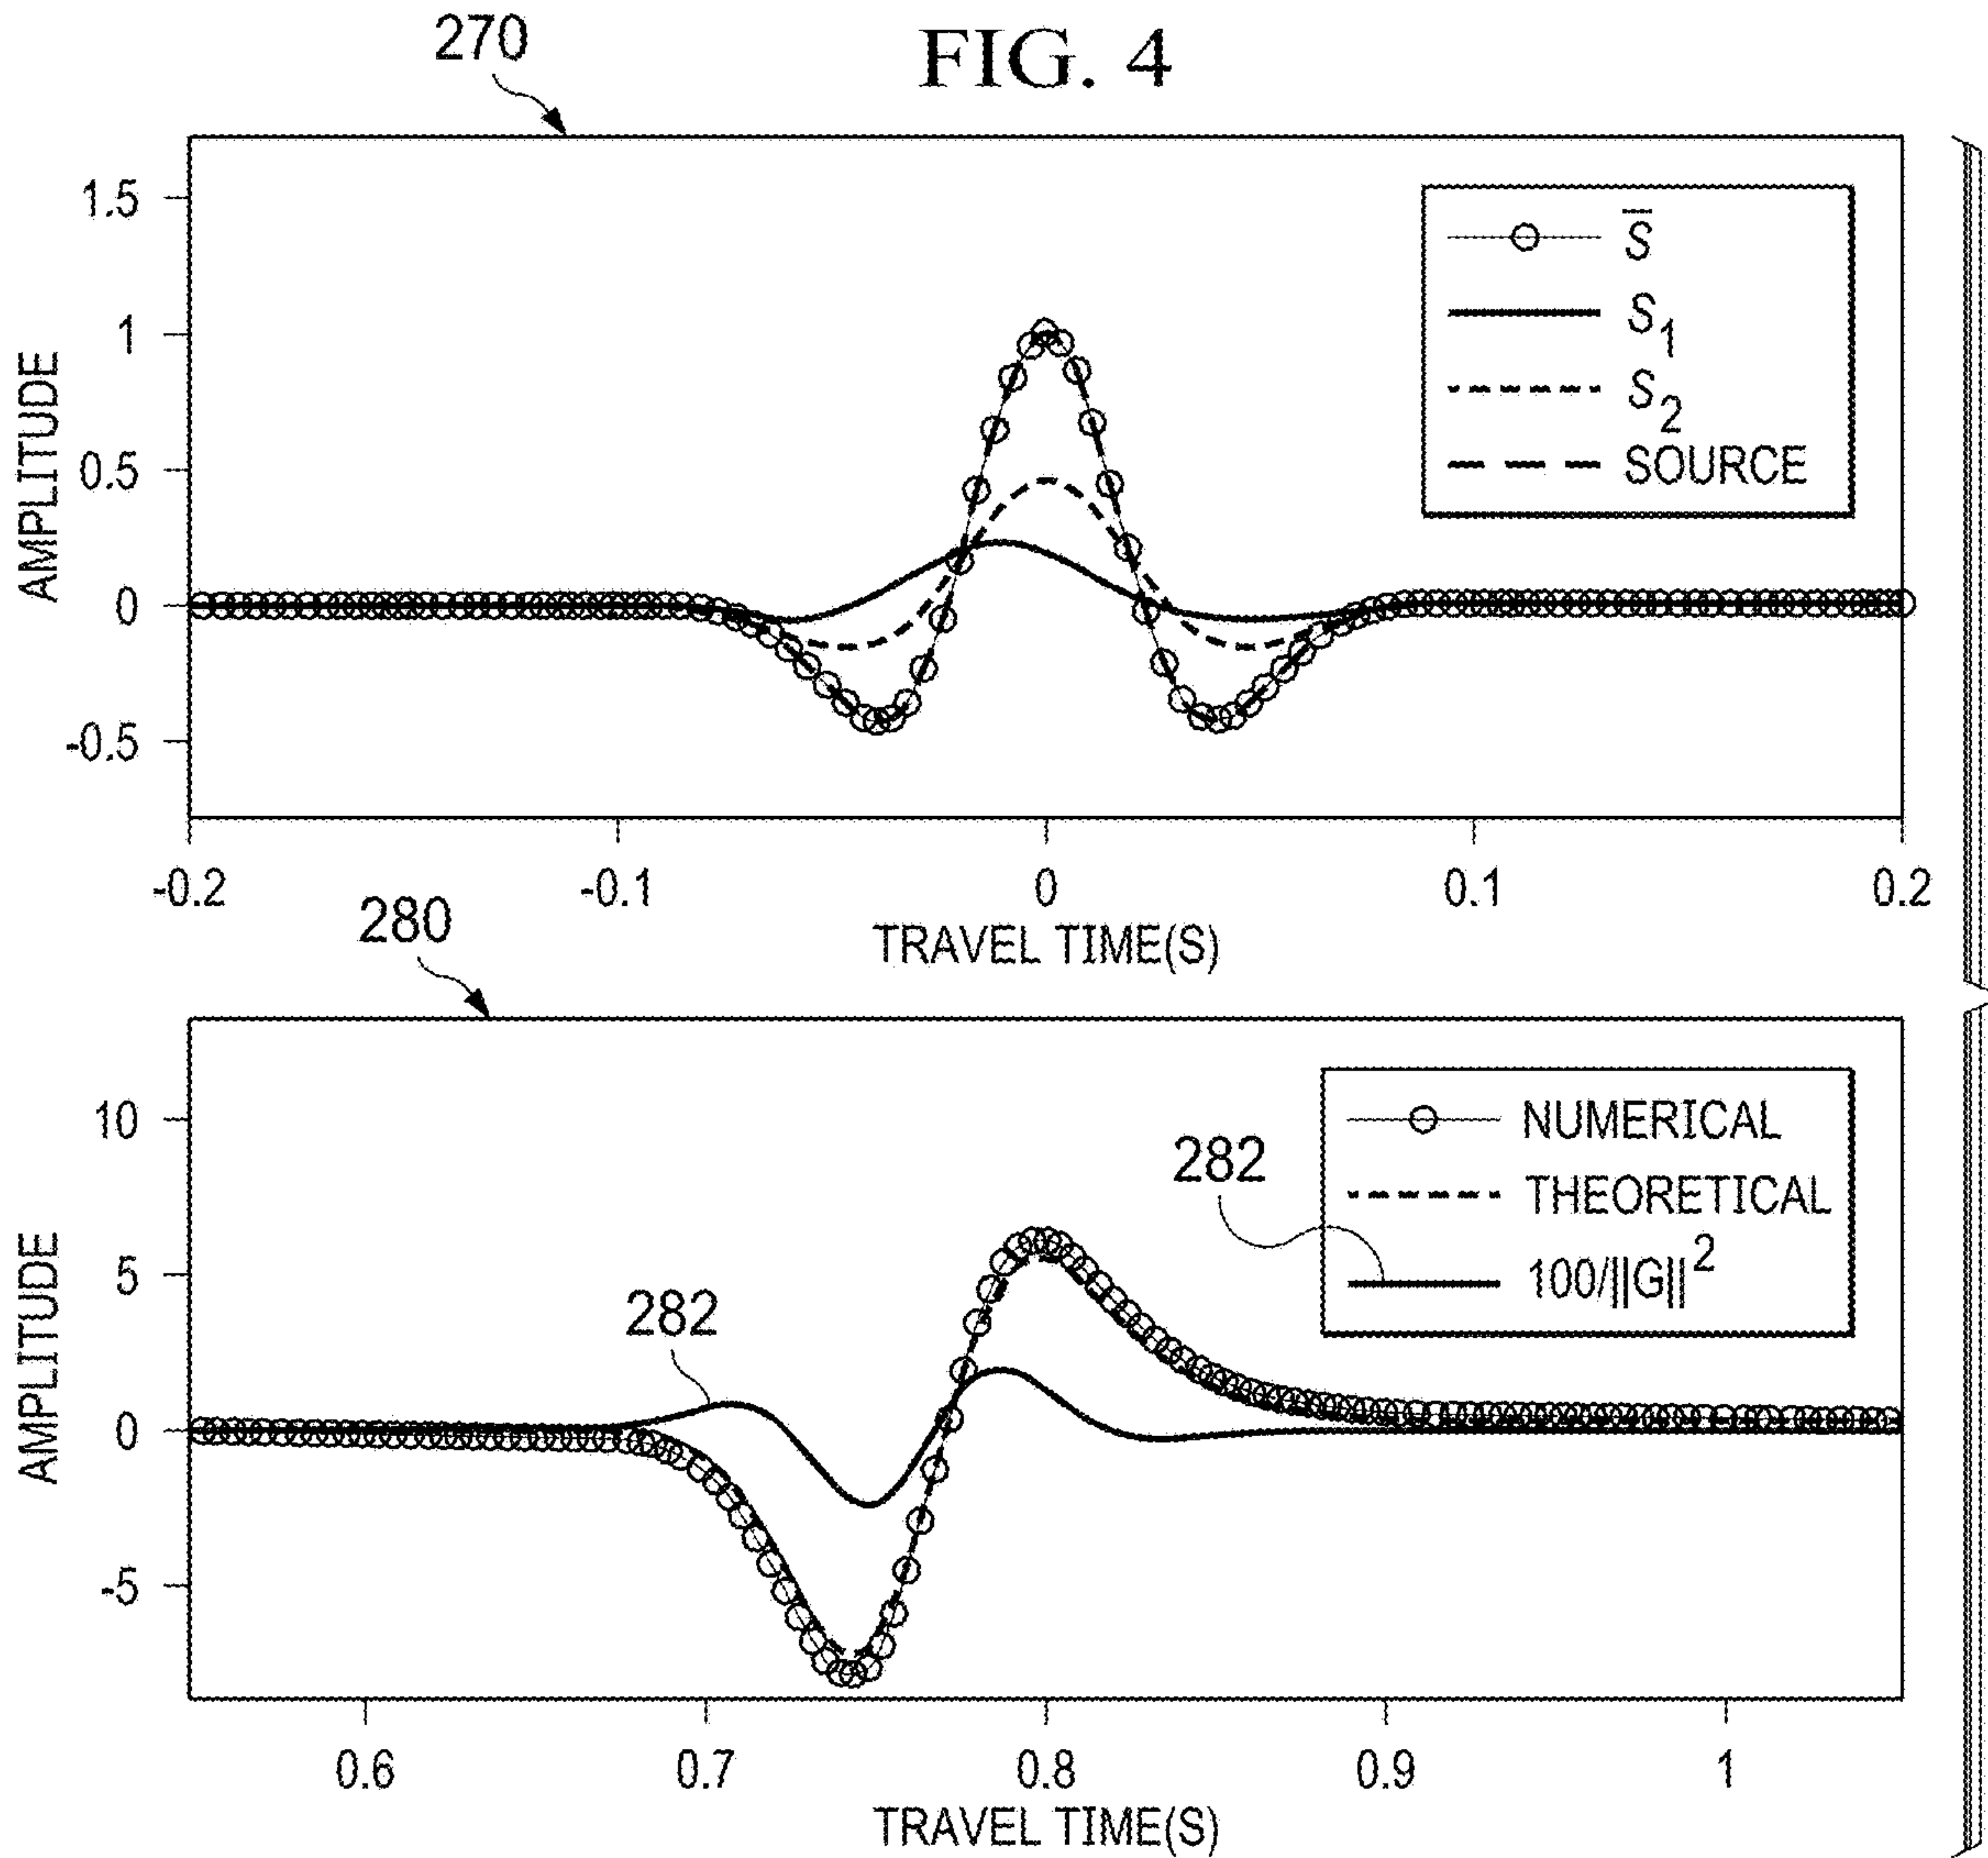 FIG. 4
270
1.5
1
0.5
0
-0.5
AMPLITUDE
S̅
S1
S2
SOURCE
-0.2
-0.1
0
0.1
0.2
TRAVEL TIME(S)
280
10
5
0
-5
AMPLITUDE
NUMERICAL
THEORETICAL
100/||G||²
282
282
0.6
0.7
0.8
0.9
1
TRAVEL TIME(S)